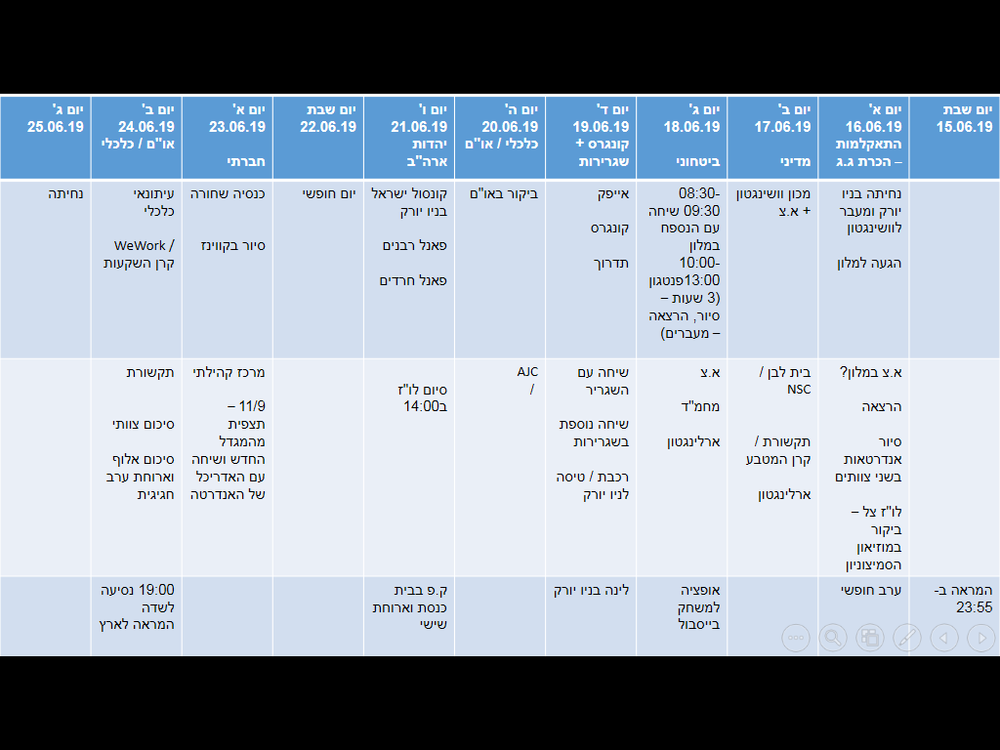 יום שבת
15.06.19
יום א'
16.06.19
התאקלמות
– הכרת ג.ג
יום ב'
17.06.19
מדיני
יום ג'
18.06.19
ביטחוני
יום ד'
19.06.19
קונגרס +
שגרירות
יום ה'
20.06.19
כלכלי / או"ם
יום ו'
21.06.19
יהדות
ארה"ב
יום שבת
22.06.19
יום א'
23.06.19
חברתי
יום ב'
24.06.19
או"ם / כלכלי
יום ג'
25.06.19
נחיתה בניו
יורק ומעבר
לוושינגטון
הגעה למלון
מכון וושינגטון
+ א.צ
08:30-
09:30 שיחה
עם הנספח
במלון
10:00-
13:00פנטגון
(3 שעות –
סיור, הרצאה
– מעברים)
אייפק
קונגרס
תדרוך
ביקור באו"ם
קונסול ישראל
בניו יורק
פאנל רבנים
פאנל חרדים
יום חופשי
כנסיה שחורה
סיור בקווינז
עיתונאי
כלכלי
WeWork /
קרן השקעות
נחיתה
א.צ במלון?
הרצאה
סיור
אנדרטאות
בשני צוותים
לו"ז צל –
ביקור
במוזיאון
הסמיצוניון
בית לבן /
NSC
תקשורת /
קרן המטבע
ארלינגטון
א.צ
מחמ"ד
ארלינגטון
שיחה עם
השגריר
שיחה נוספת
בשגרירות
רכבת / טיסה
לניו יורק
AJC
/
סיום לו"ז
ב14:00
מרכז קהילתי
11/9 –
תצפית
מהמגדל
החדש ושיחה
עם האדריכל
של האנדרטה
תקשורת
סיכום צוותי
סיכום אלוף
וארוחת ערב
חגיגית
המראה ב-
23:55
ערב חופשי
אופציה
למשחק
בייסבול
לינה בניו יורק
ק.פ בבית
כנסת וארוחת
שישי
19:00 נסיעה
לשדה
המראה לארץ